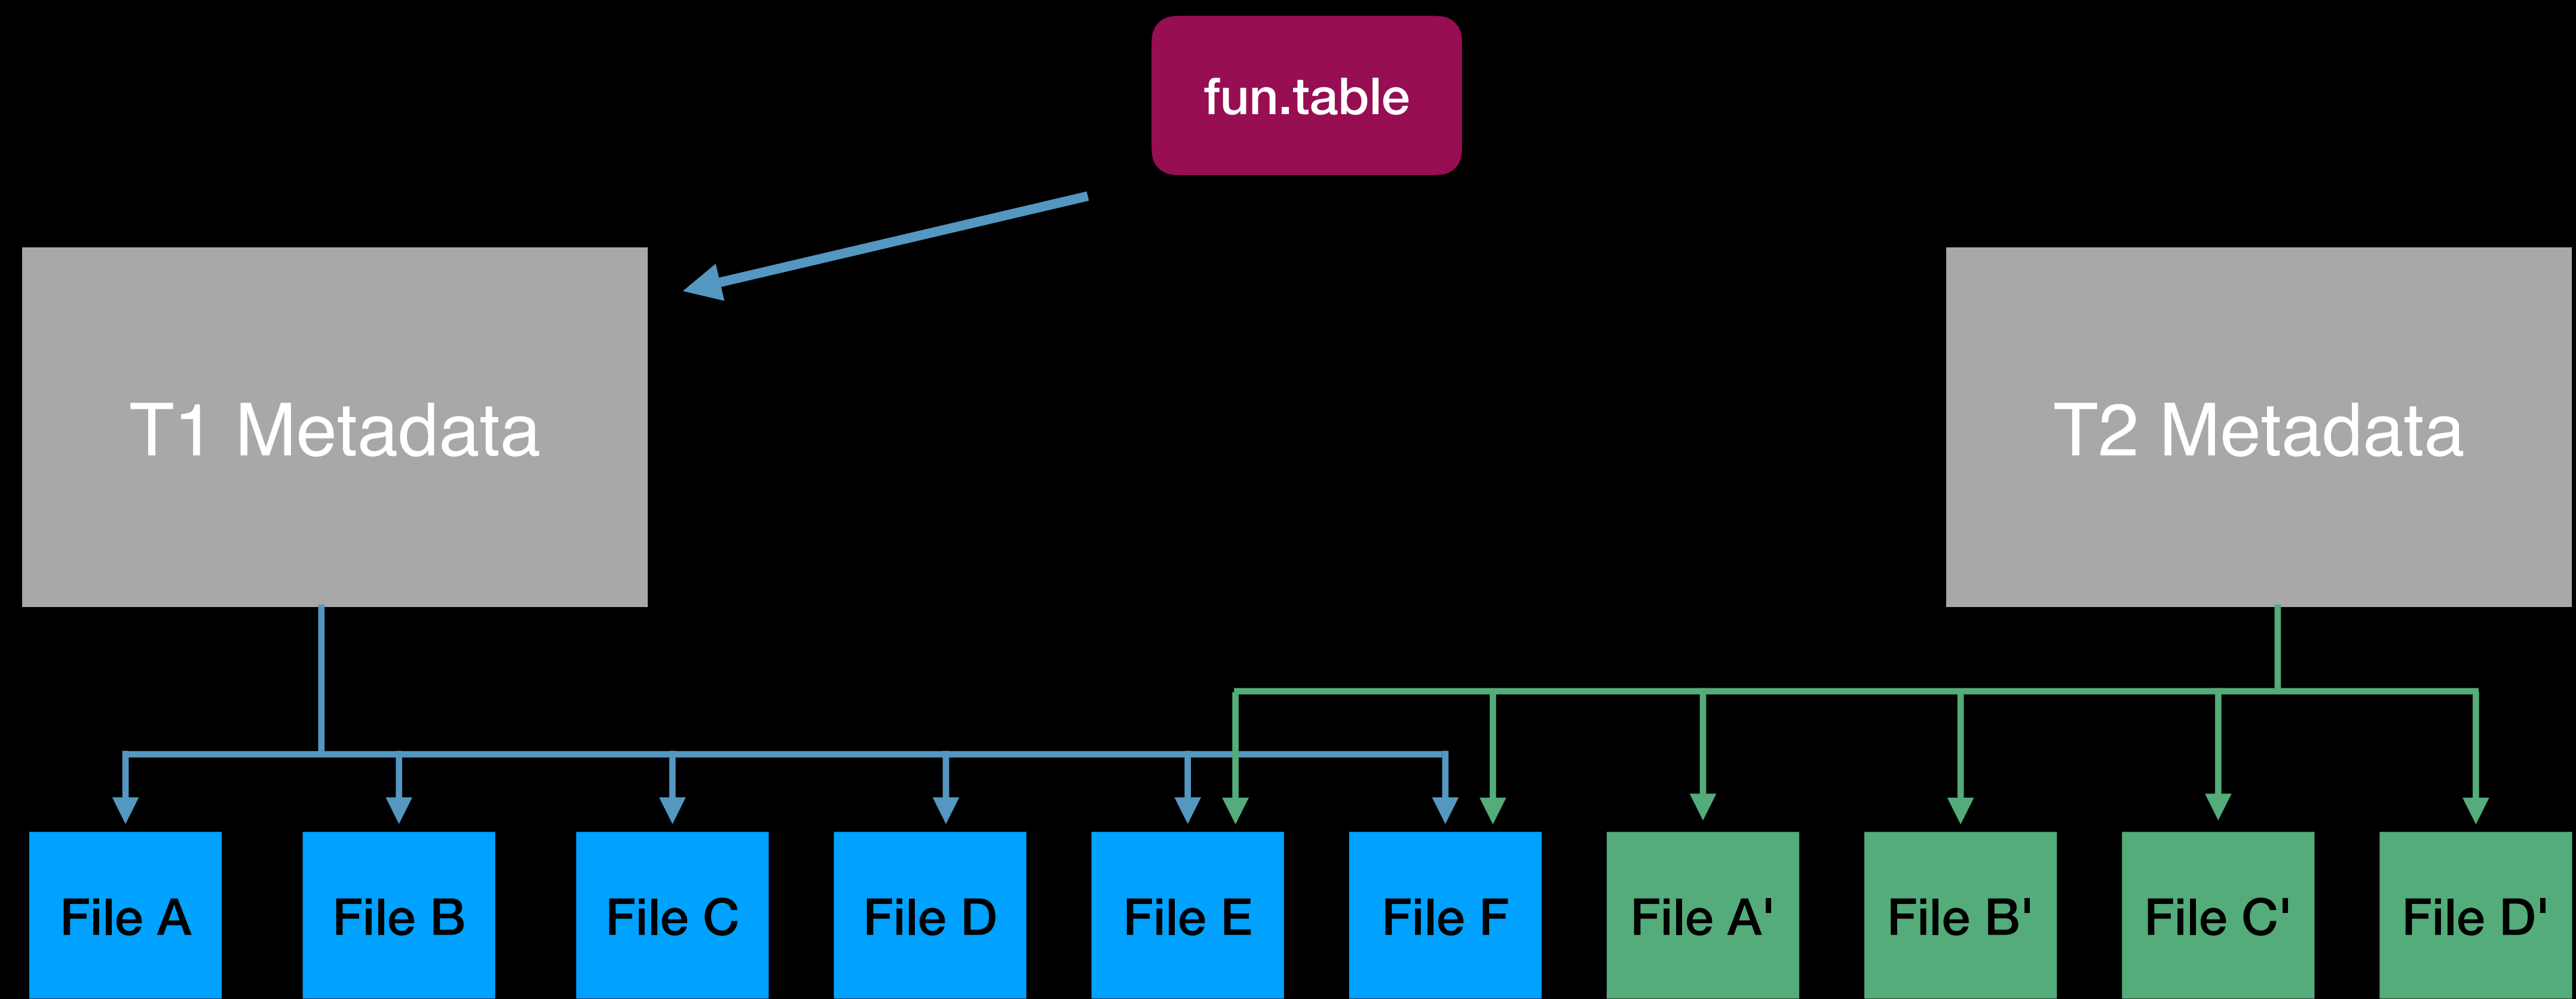 fun.table
T1 Metadata
T2 Metadata
File A
File B
File C
File D
File E
File F
File A'
File B'
File C'
File D'